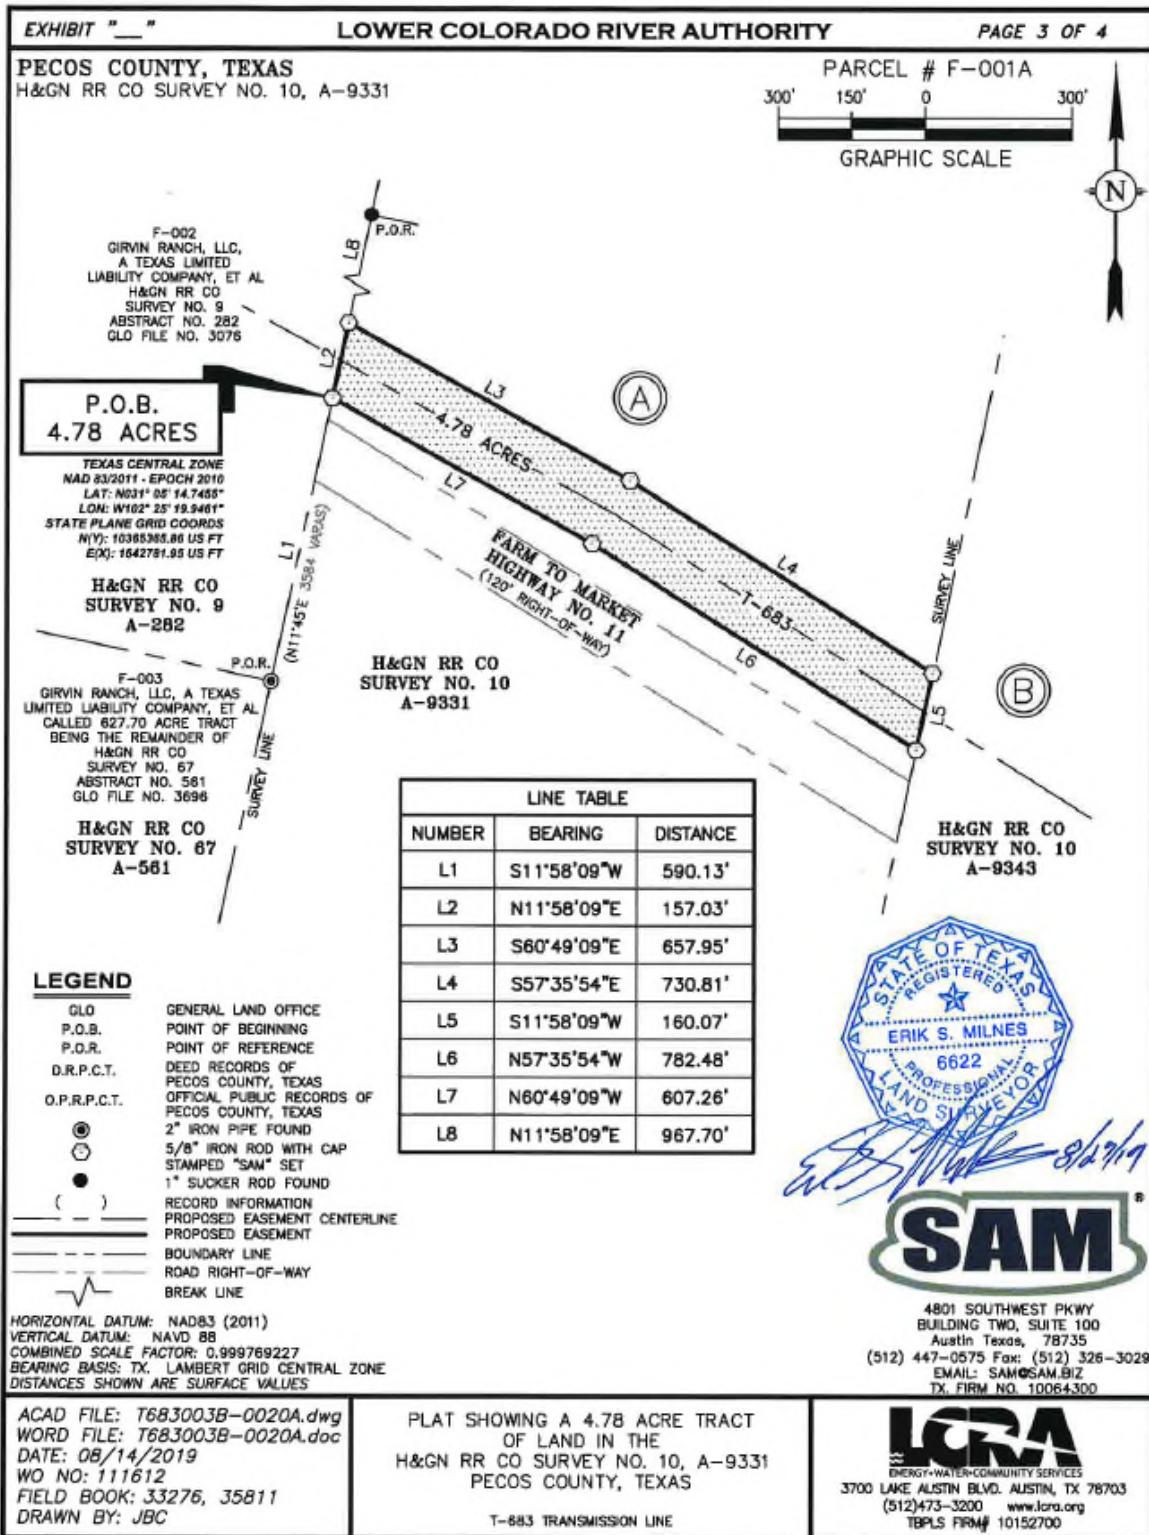 EXHIBIT "__"
LOWER COLORADO RIVER AUTHORITY
PAGE 3 OF 4
PECOS COUNTY, TEXAS
H&GN RR CO SURVEY NO. 10, A-9331
PARCEL # F-001A
300' 150' 0 300'
GRAPHIC SCALE
N
P.O.R.
L8
F-002
GIRVIN RANCH, LLC,
A TEXAS LIMITED
LIABILITY COMPANY, ET AL
H&GN RR CO
SURVEY NO. 9
ABSTRACT NO. 282
GLO FILE NO. 3076
L2
L3
A
P.O.B.
4.78 ACRES
4.78 ACRES
L7
TEXAS CENTRAL ZONE
NAD 83/2011 - EPOCH 2010
LAT: N031° 05' 14.7455"
LON: W102° 25' 19.9461"
STATE PLANE GRID COORDS
N(Y): 10365365.86 US FT
E(X): 1642781.95 US FT
L1
(N11°45'E 3584 VARAS)
FARM TO MARKET
HIGHWAY NO. 11
(120' RIGHT-OF-WAY)
L4
T-683
L6
SURVEY LINE
H&GN RR CO
SURVEY NO. 9
A-282
P.O.R.
H&GN RR CO
SURVEY NO. 10
A-9331
B
L5
F-003
GIRVIN RANCH, LLC, A TEXAS
LIMITED LIABILITY COMPANY, ET AL
CALLED 627.70 ACRE TRACT
BEING THE REMAINDER OF
H&GN RR CO
SURVEY NO. 67
ABSTRACT NO. 561
GLO FILE NO. 3696
SURVEY LINE
H&GN RR CO
SURVEY NO. 67
A-561
H&GN RR CO
SURVEY NO. 10
A-9343
LINE TABLE
NUMBER BEARING DISTANCE
L1 S11°58'09"W 590.13'
L2 N11°58'09"E 157.03'
L3 S60°49'09"E 657.95'
L4 S57°35'54"E 730.81'
L5 S11°58'09"W 160.07'
L6 N57°35'54"W 782.48'
L7 N60°49'09"W 607.26'
L8 N11°58'09"E 967.70'
STATE OF TEXAS
REGISTERED
ERIK S. MILNES
6622
PROFESSIONAL
LAND SURVEYOR
LEGEND
GLO GENERAL LAND OFFICE
P.O.B. POINT OF BEGINNING
P.O.R. POINT OF REFERENCE
D.R.P.C.T. DEED RECORDS OF
PECOS COUNTY, TEXAS
O.P.R.P.C.T. OFFICIAL PUBLIC RECORDS OF
PECOS COUNTY, TEXAS
2" IRON PIPE FOUND
5/8" IRON ROD WITH CAP
STAMPED "SAM" SET
1" SUCKER ROD FOUND
( ) RECORD INFORMATION
PROPOSED EASEMENT CENTERLINE
PROPOSED EASEMENT
BOUNDARY LINE
ROAD RIGHT-OF-WAY
BREAK LINE
HORIZONTAL DATUM: NAD83 (2011)
VERTICAL DATUM: NAVD 88
COMBINED SCALE FACTOR: 0.999769227
BEARING BASIS: TX. LAMBERT GRID CENTRAL ZONE
DISTANCES SHOWN ARE SURFACE VALUES
SAM®
4801 SOUTHWEST PKWY
BUILDING TWO, SUITE 100
Austin Texas, 78735
(512) 447-0575 Fax: (512) 326-3029
EMAIL: SAM@SAM.BIZ
TX. FIRM NO. 10064300
ACAD FILE: T683003B-0020A.dwg
WORD FILE: T683003B-0020A.doc
DATE: 08/14/2019
WO NO: 111612
FIELD BOOK: 33276, 35811
DRAWN BY: JBC
PLAT SHOWING A 4.78 ACRE TRACT
OF LAND IN THE
H&GN RR CO SURVEY NO. 10, A-9331
PECOS COUNTY, TEXAS
T-683 TRANSMISSION LINE
LCRA
ENERGY•WATER•COMMUNITY SERVICES
3700 LAKE AUSTIN BLVD. AUSTIN, TX 78703
(512)473-3200 www.lcra.org
TBPLS FIRM# 10152700